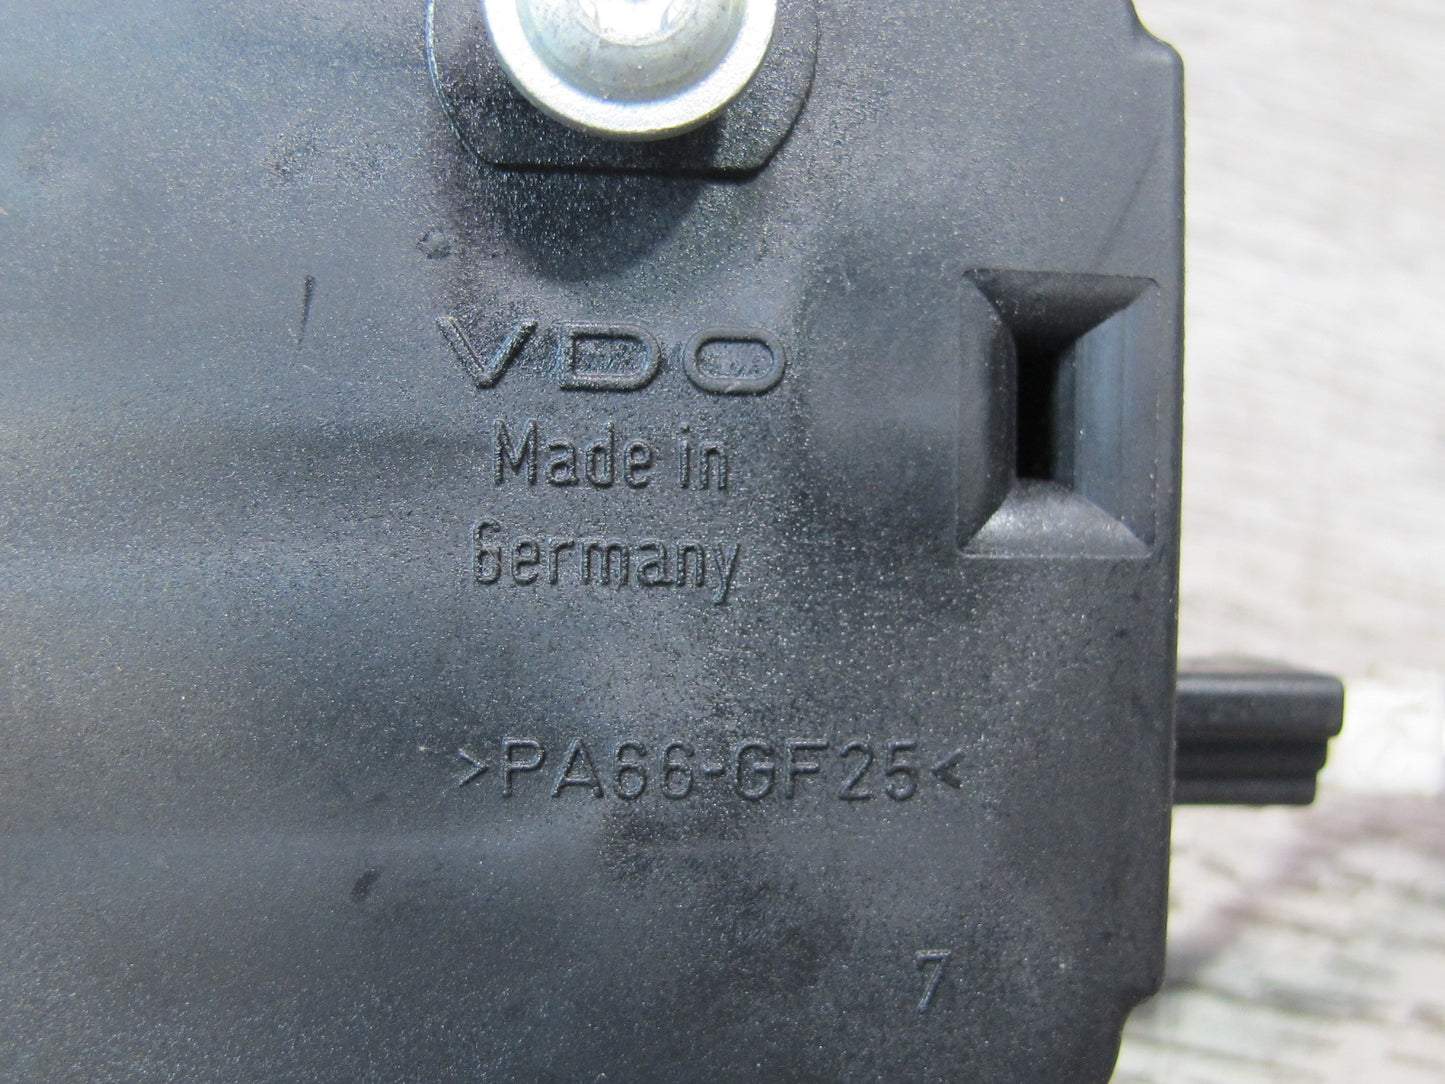 VDO
Made in
Germany
>PA66-GF25<
7